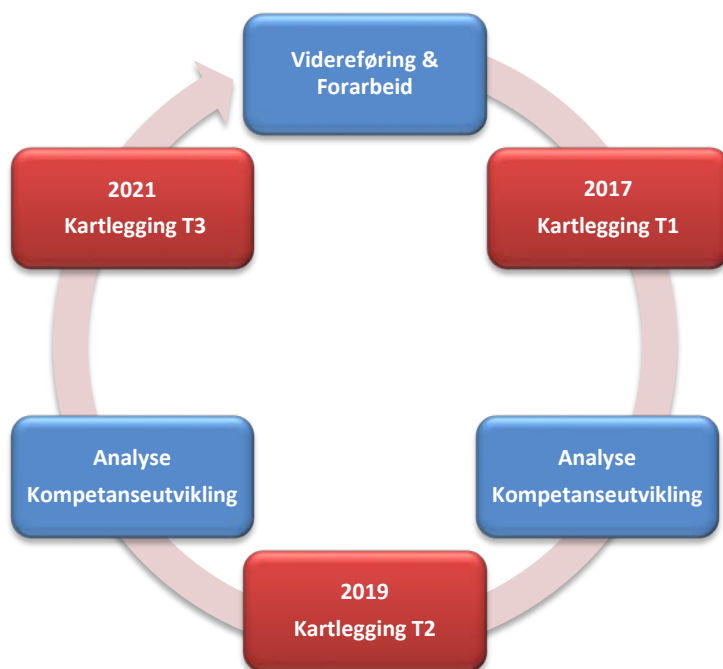 Videreføring &
Forarbeid
2017
Kartlegging T1
Analyse
Kompetanseutvikling
2019
Kartlegging T2
Analyse
Kompetanseutvikling
2021
Kartlegging T3